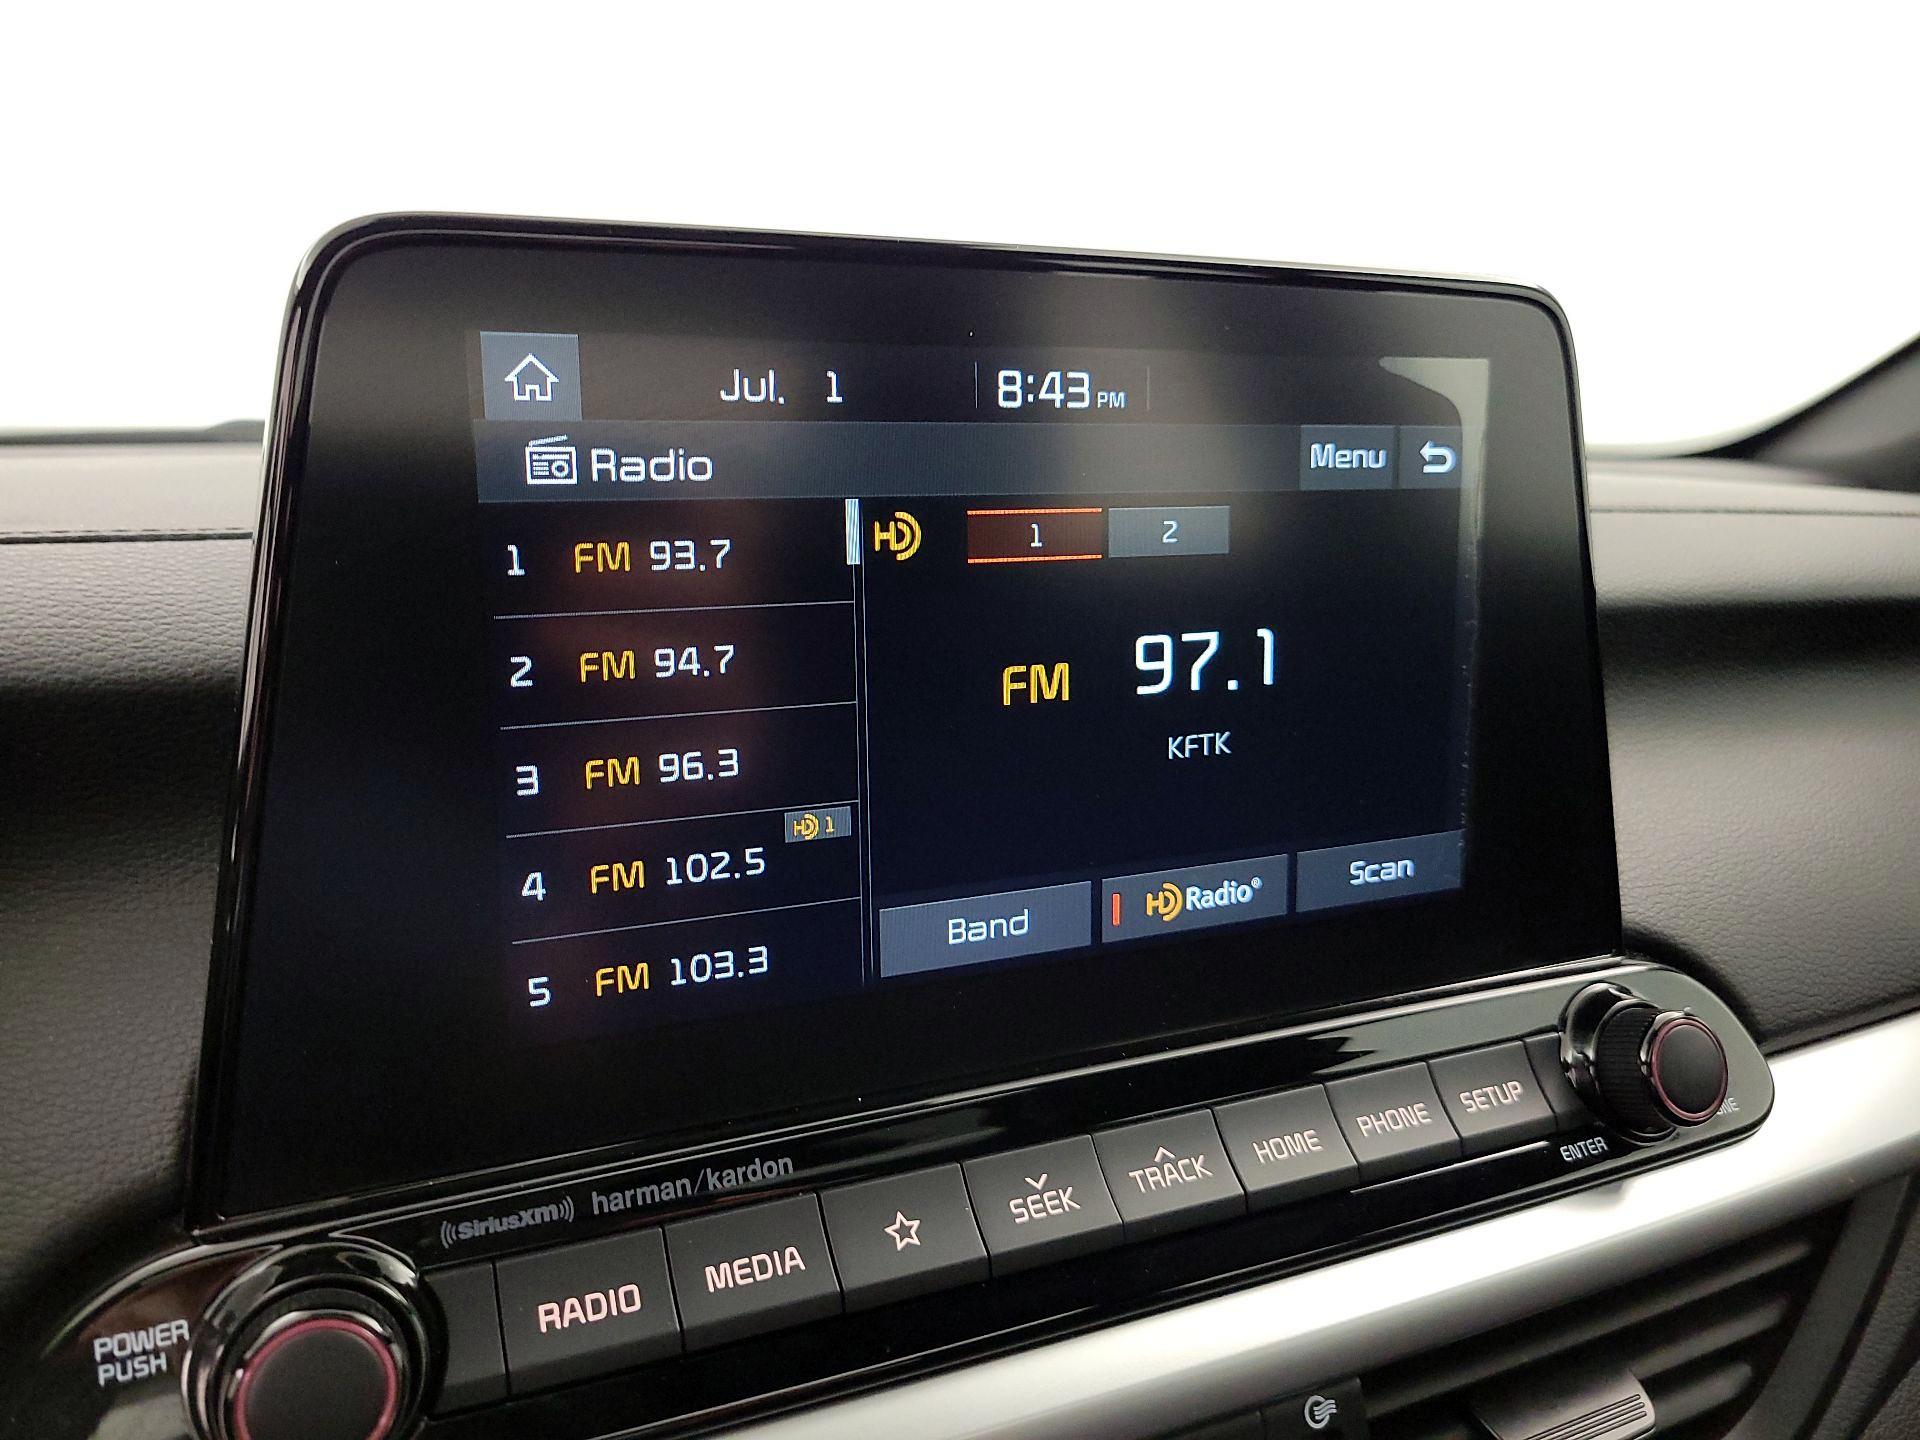 Jul. 1 8:43 PM
Radio Menu
1 FM 93.7
2 FM 94.7
3 FM 96.3
HD 1
4 FM 102.5
5 FM 103.3
HD 1 2
FM 97.1
KFTK
Band HD Radio® Scan
((SiriusXM)) harman/kardon
POWER
PUSH
RADIO MEDIA SEEK TRACK HOME PHONE SETUP
ENTER